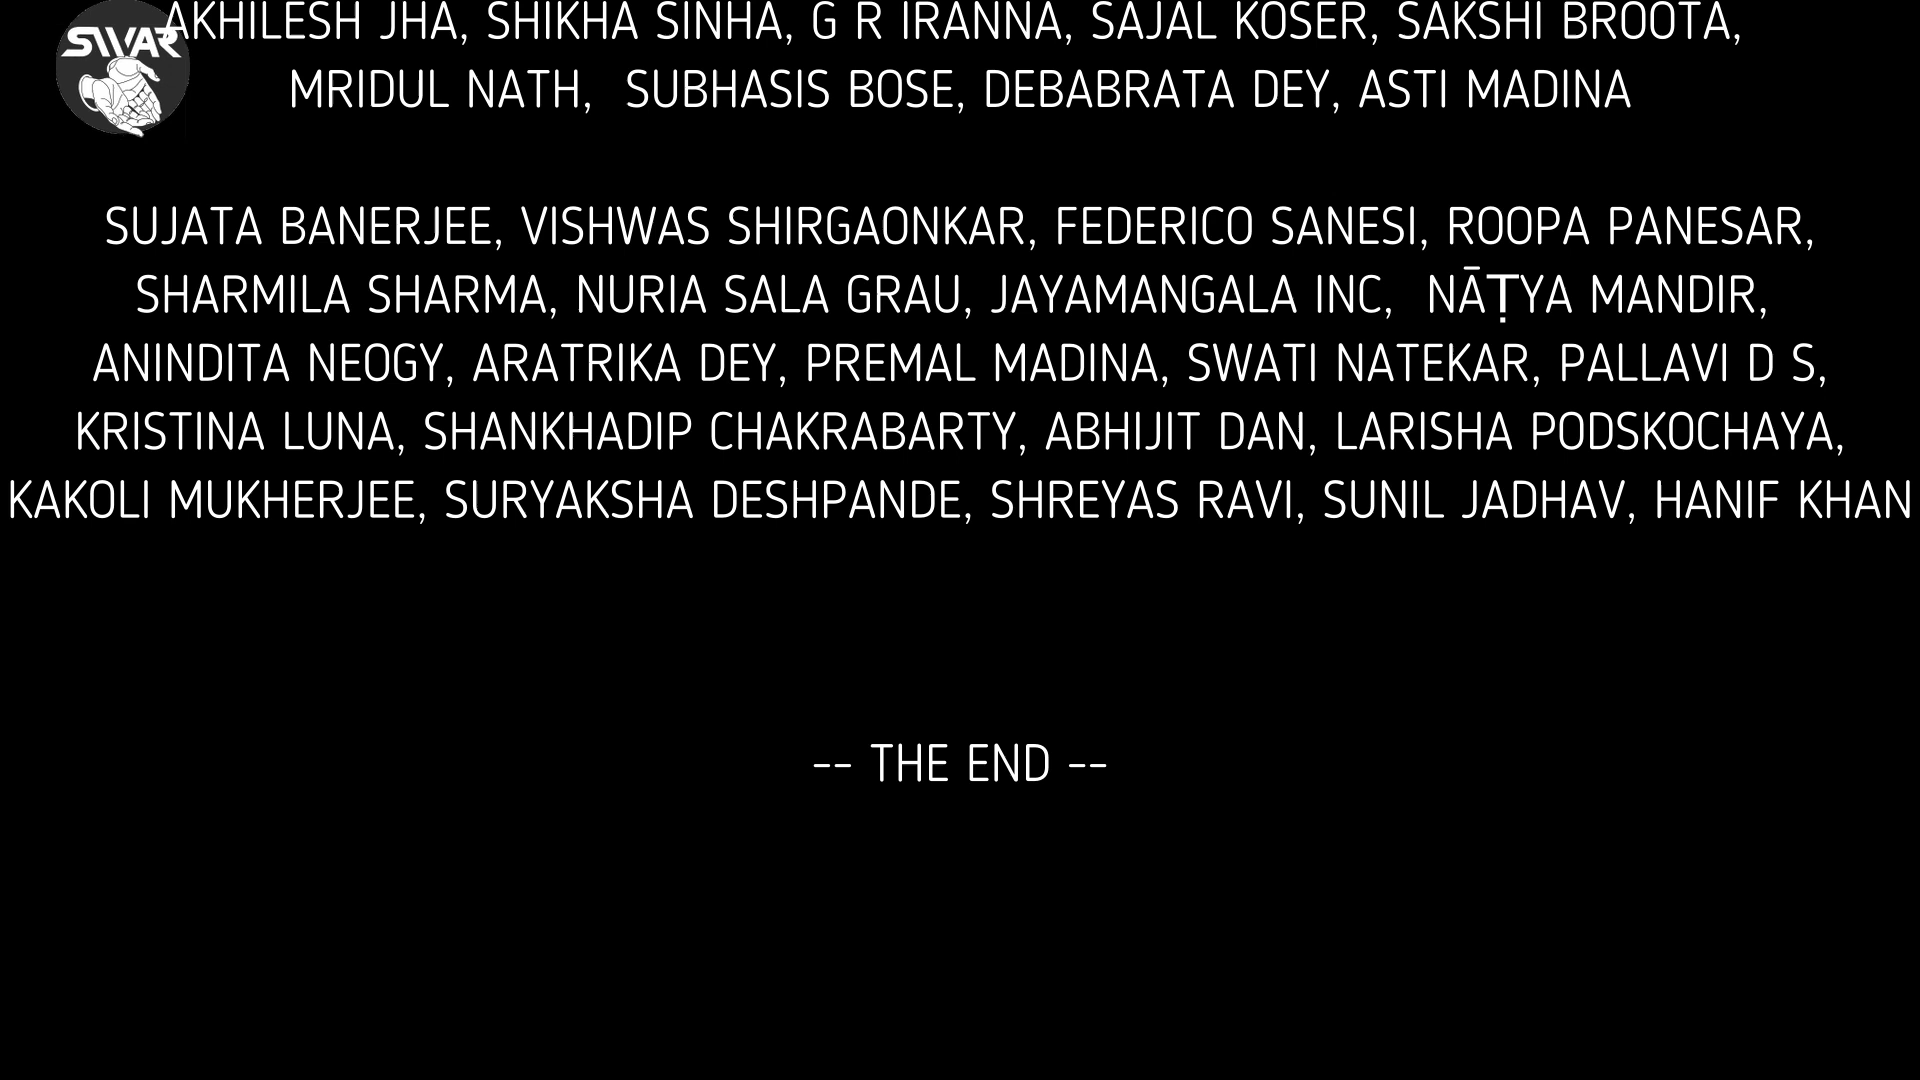 SWAR
AKHILESH JHA, SHIKHA SINHA, G R IRANNA, SAJAL KOSER, SAKSHI BROOTA,
MRIDUL NATH,  SUBHASIS BOSE, DEBABRATA DEY, ASTI MADINA
SUJATA BANERJEE, VISHWAS SHIRGAONKAR, FEDERICO SANESI, ROOPA PANESAR,
SHARMILA SHARMA, NURIA SALA GRAU, JAYAMANGALA INC,  NĀṬYA MANDIR,
ANINDITA NEOGY, ARATRIKA DEY, PREMAL MADINA, SWATI NATEKAR, PALLAVI D S,
KRISTINA LUNA, SHANKHADIP CHAKRABARTY, ABHIJIT DAN, LARISHA PODSKOCHAYA,
KAKOLI MUKHERJEE, SURYAKSHA DESHPANDE, SHREYAS RAVI, SUNIL JADHAV, HANIF KHAN
-- THE END --